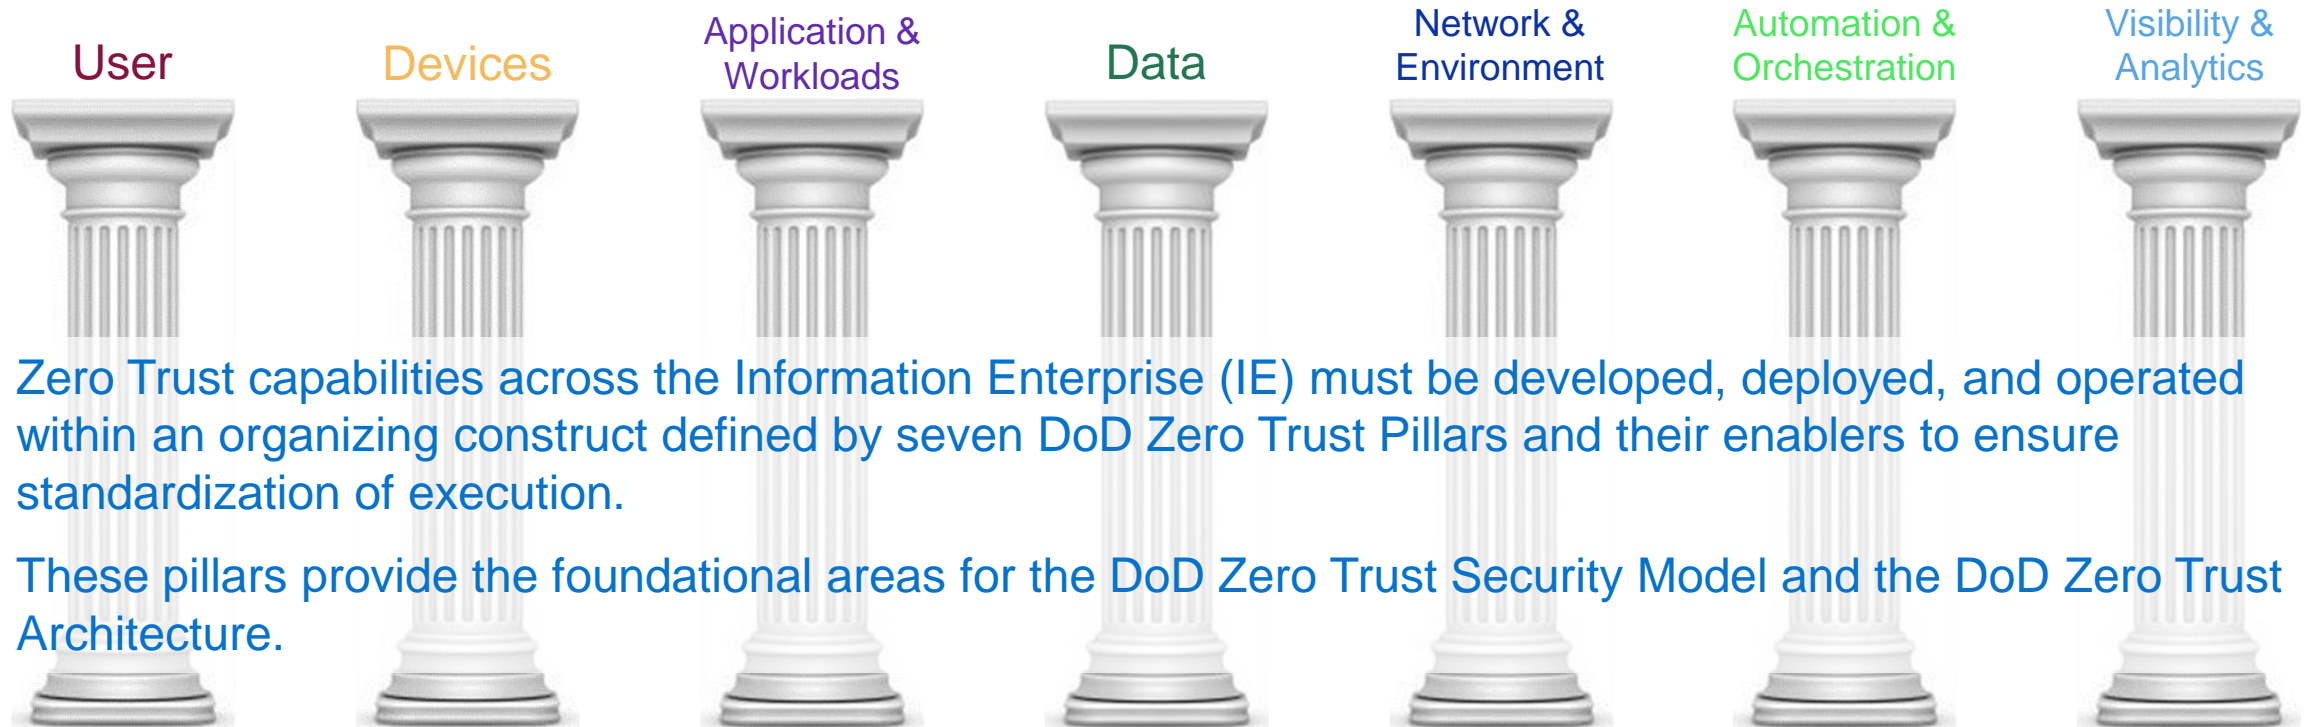 User
Devices
Application &
Workloads
Data
Network &
Environment
Automation &
Orchestration
Visibility &
Analytics
Zero Trust capabilities across the Information Enterprise (IE) must be developed, deployed, and operated
within an organizing construct defined by seven DoD Zero Trust Pillars and their enablers to ensure
standardization of execution.
These pillars provide the foundational areas for the DoD Zero Trust Security Model and the DoD Zero Trust
Architecture.